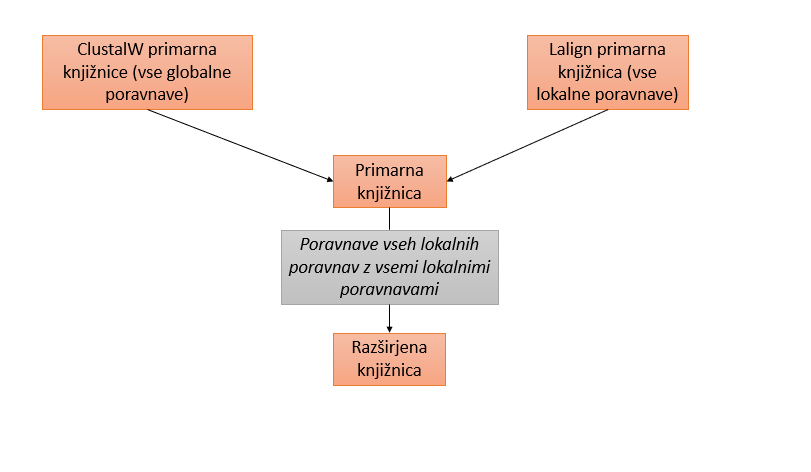 ClustalW primarna
knjižnice (vse globalne
poravnave)
Lalign primarna
knjižnica (vse
lokalne poravnave)
Primarna
knjižnica
Poravnave vseh lokalnih
poravnav z vsemi lokalnimi
poravnavami
Razširjena
knjižnica